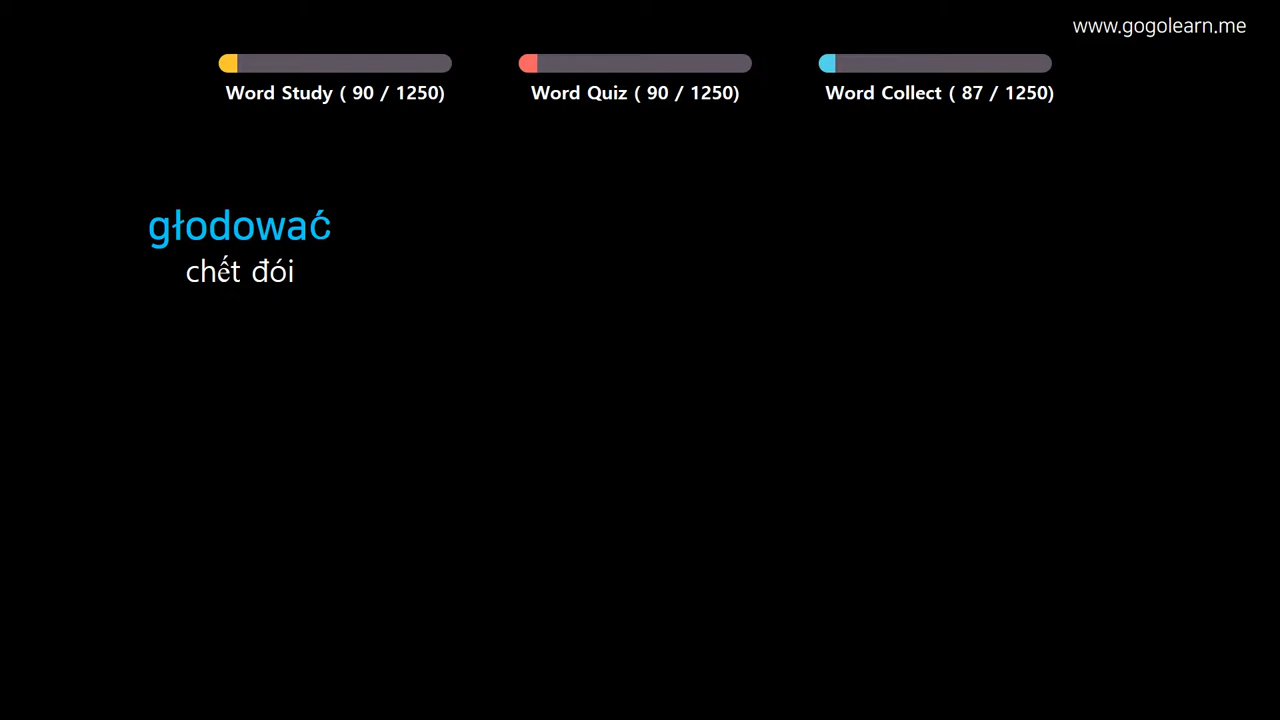 www.gogolearn.me
Word Study ( 90 / 1250)
Word Quiz ( 90 / 1250)
Word Collect ( 87 / 1250)
głodować
chết đói